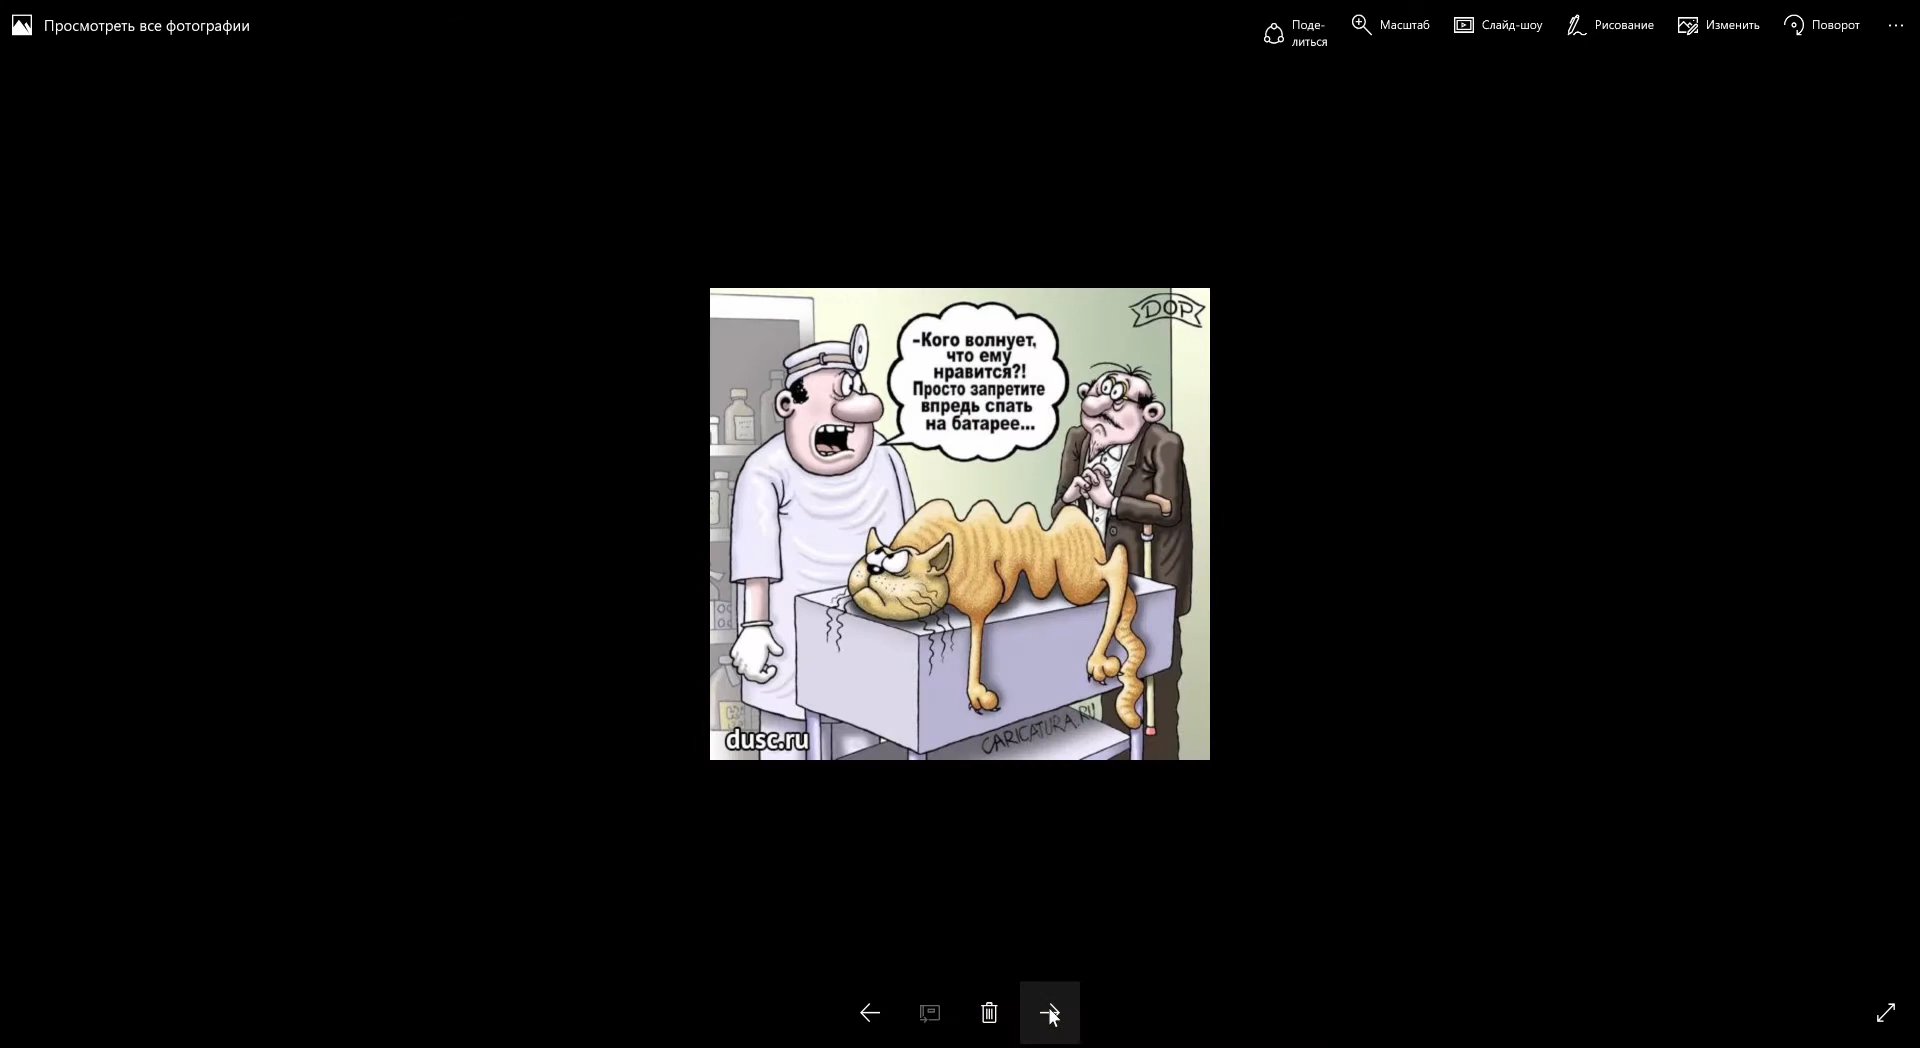 Просмотреть все фотографии
Поде-
литься
Масштаб
Слайд-шоу
Рисование
Изменить
Поворот
DOP
-Кого волнует,
что ему
нравится?!
Просто запретите
впредь спать
на батарее...
CARICATURA.RU
dusc.ru